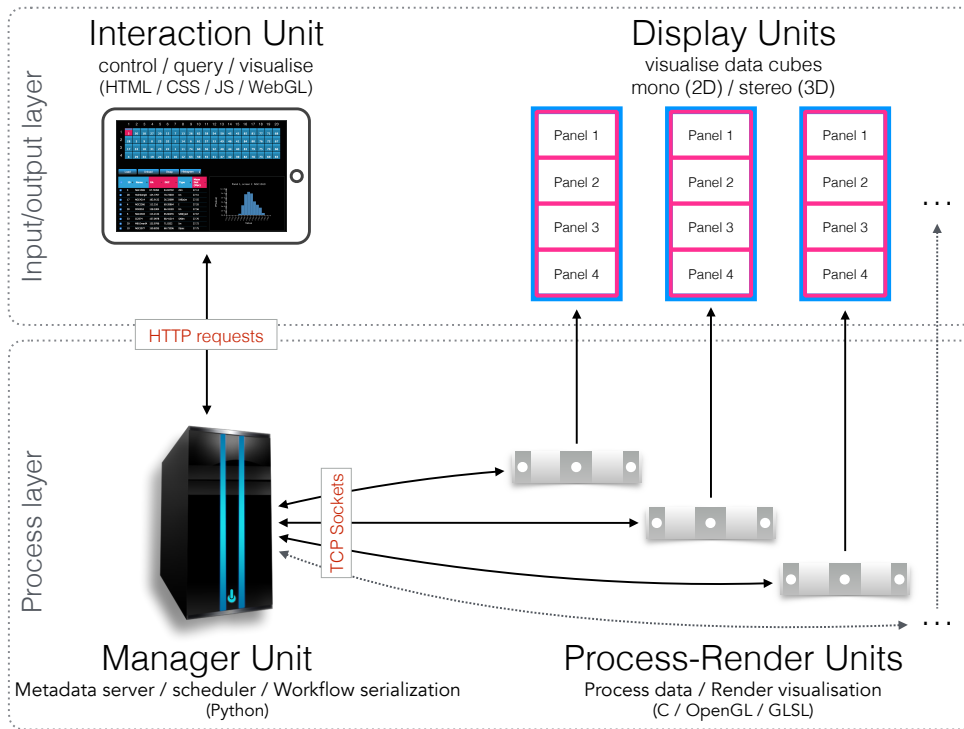 Interaction Unit
control / query / visualise
(HTML / CSS / JS / WebGL)
Display Units
visualise data cubes
mono (2D) / stereo (3D)
Input/output layer
Panel 1
Panel 2
Panel 3
Panel 4
Panel 1
Panel 2
Panel 3
Panel 4
Panel 1
Panel 2
Panel 3
Panel 4
...
HTTP requests
Process layer
TCP Sockets
...
Manager Unit
Metadata server / scheduler / Workflow serialization
(Python)
Process-Render Units
Process data / Render visualisation
(C / OpenGL / GLSL)